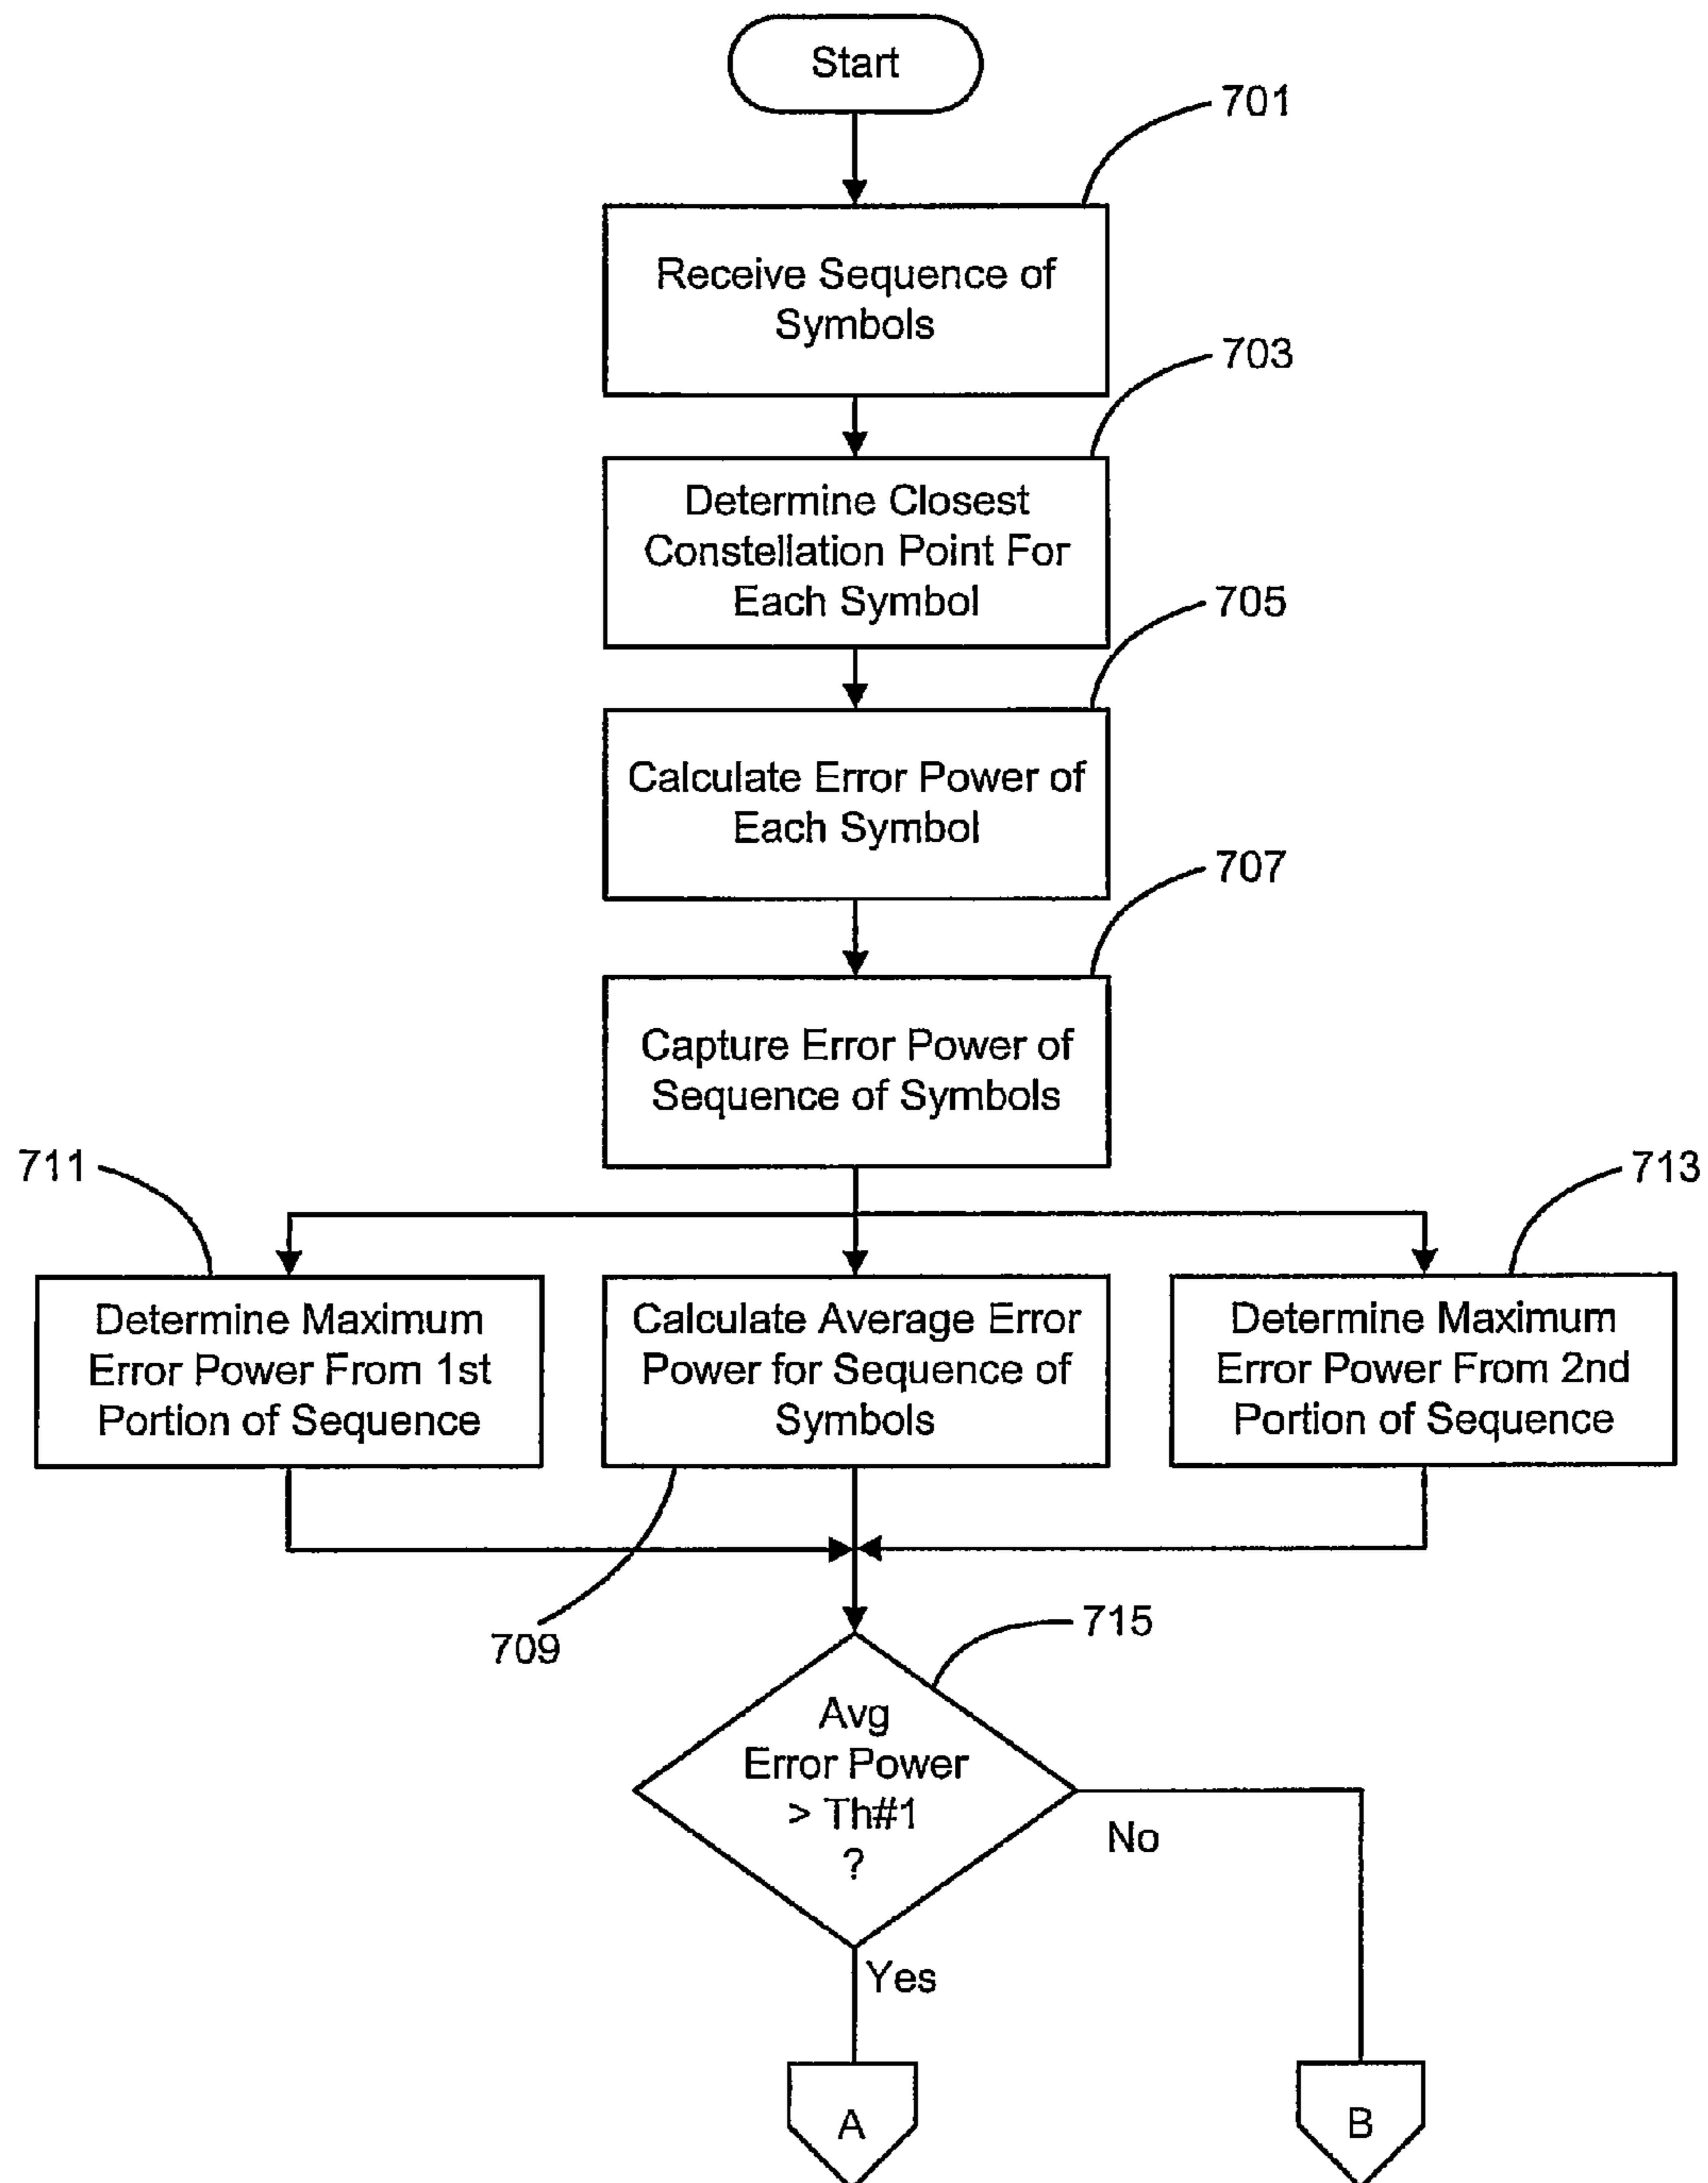 Start
701
Receive Sequence of
Symbols
703
Determine Closest
Constellation Point For
Each Symbol
705
Calculate Error Power of
Each Symbol
707
Capture Error Power of
Sequence of Symbols
711
713
Determine Maximum
Error Power From 1st
Portion of Sequence
Calculate Average Error
Power for Sequence of
Symbols
Determine Maximum
Error Power From 2nd
Portion of Sequence
709
715
Avg
Error Power
> Th#1
?
No
Yes
A
B